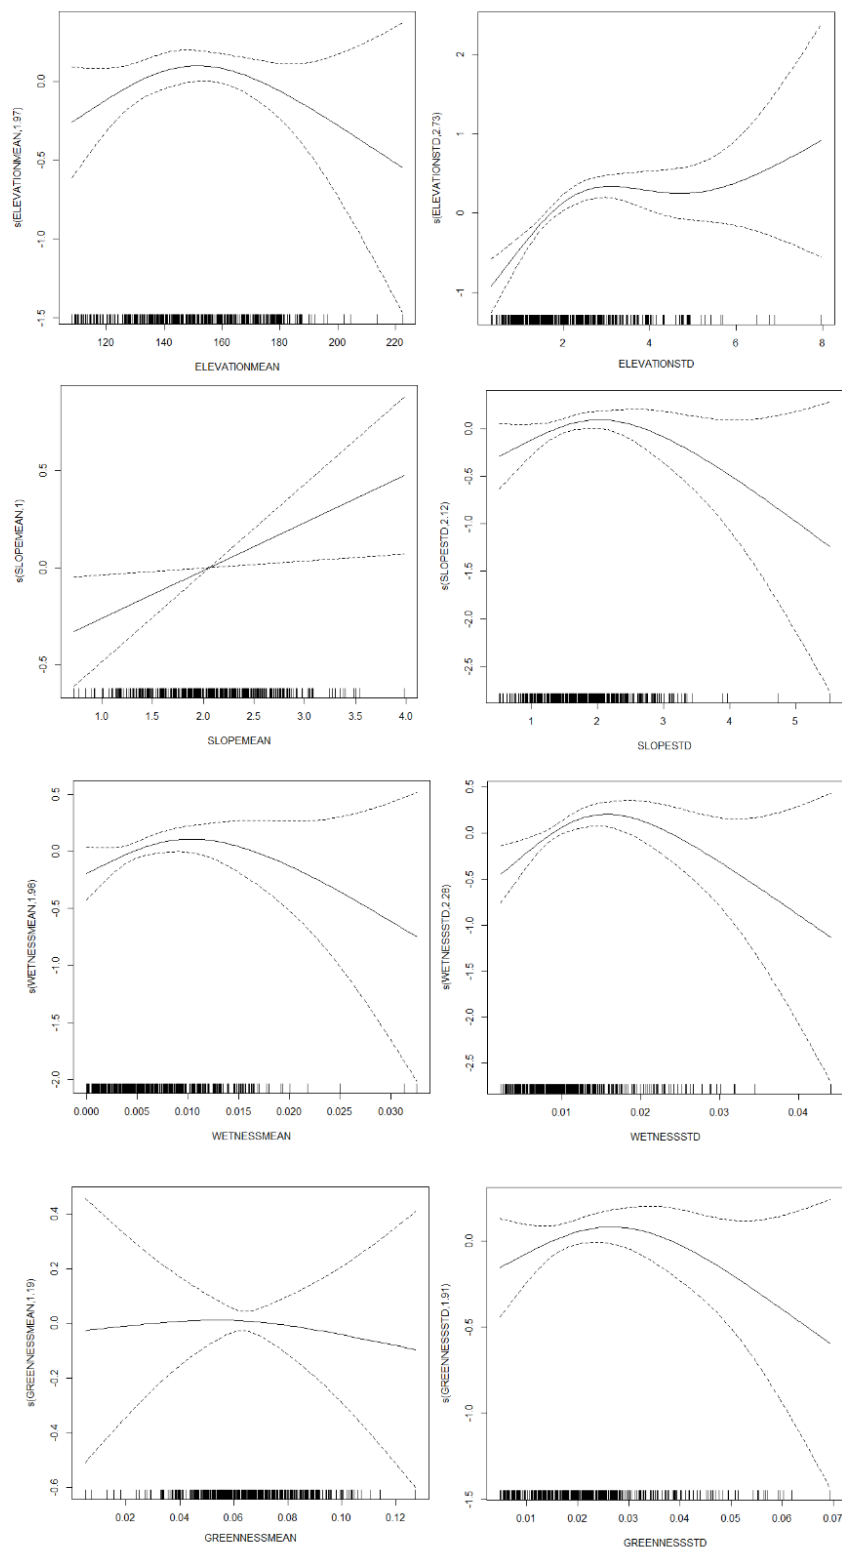 s(ELEVATIONMEAN,1.97)
0.0
-0.5
-1.0
-1.5
120 140 160 180 200 220
ELEVATIONMEAN
s(ELEVATIONSTD,2.73)
2
1
0
-1
2 4 6 8
ELEVATIONSTD
s(SLOPEMEAN,1)
0.5
0.0
-0.5
1.0 1.5 2.0 2.5 3.0 3.5 4.0
SLOPEMEAN
s(SLOPESTD,2.12)
0.0
-0.5
-1.0
-1.5
-2.0
-2.5
1 2 3 4 5
SLOPESTD
s(WETNESSMEAN,1.98)
0.5
0.0
-0.5
-1.0
-1.5
-2.0
0.000 0.005 0.010 0.015 0.020 0.025 0.030
WETNESSMEAN
s(WETNESSSTD,2.28)
0.5
0.0
-0.5
-1.0
-1.5
-2.0
-2.5
0.01 0.02 0.03 0.04
WETNESSSTD
s(GREENNESSMEAN,1.19)
0.4
0.2
0.0
-0.2
-0.4
-0.6
0.02 0.04 0.06 0.08 0.10 0.12
GREENNESSMEAN
s(GREENNESSSTD,1.91)
0.0
-0.5
-1.0
-1.5
0.01 0.02 0.03 0.04 0.05 0.06 0.07
GREENNESSSTD